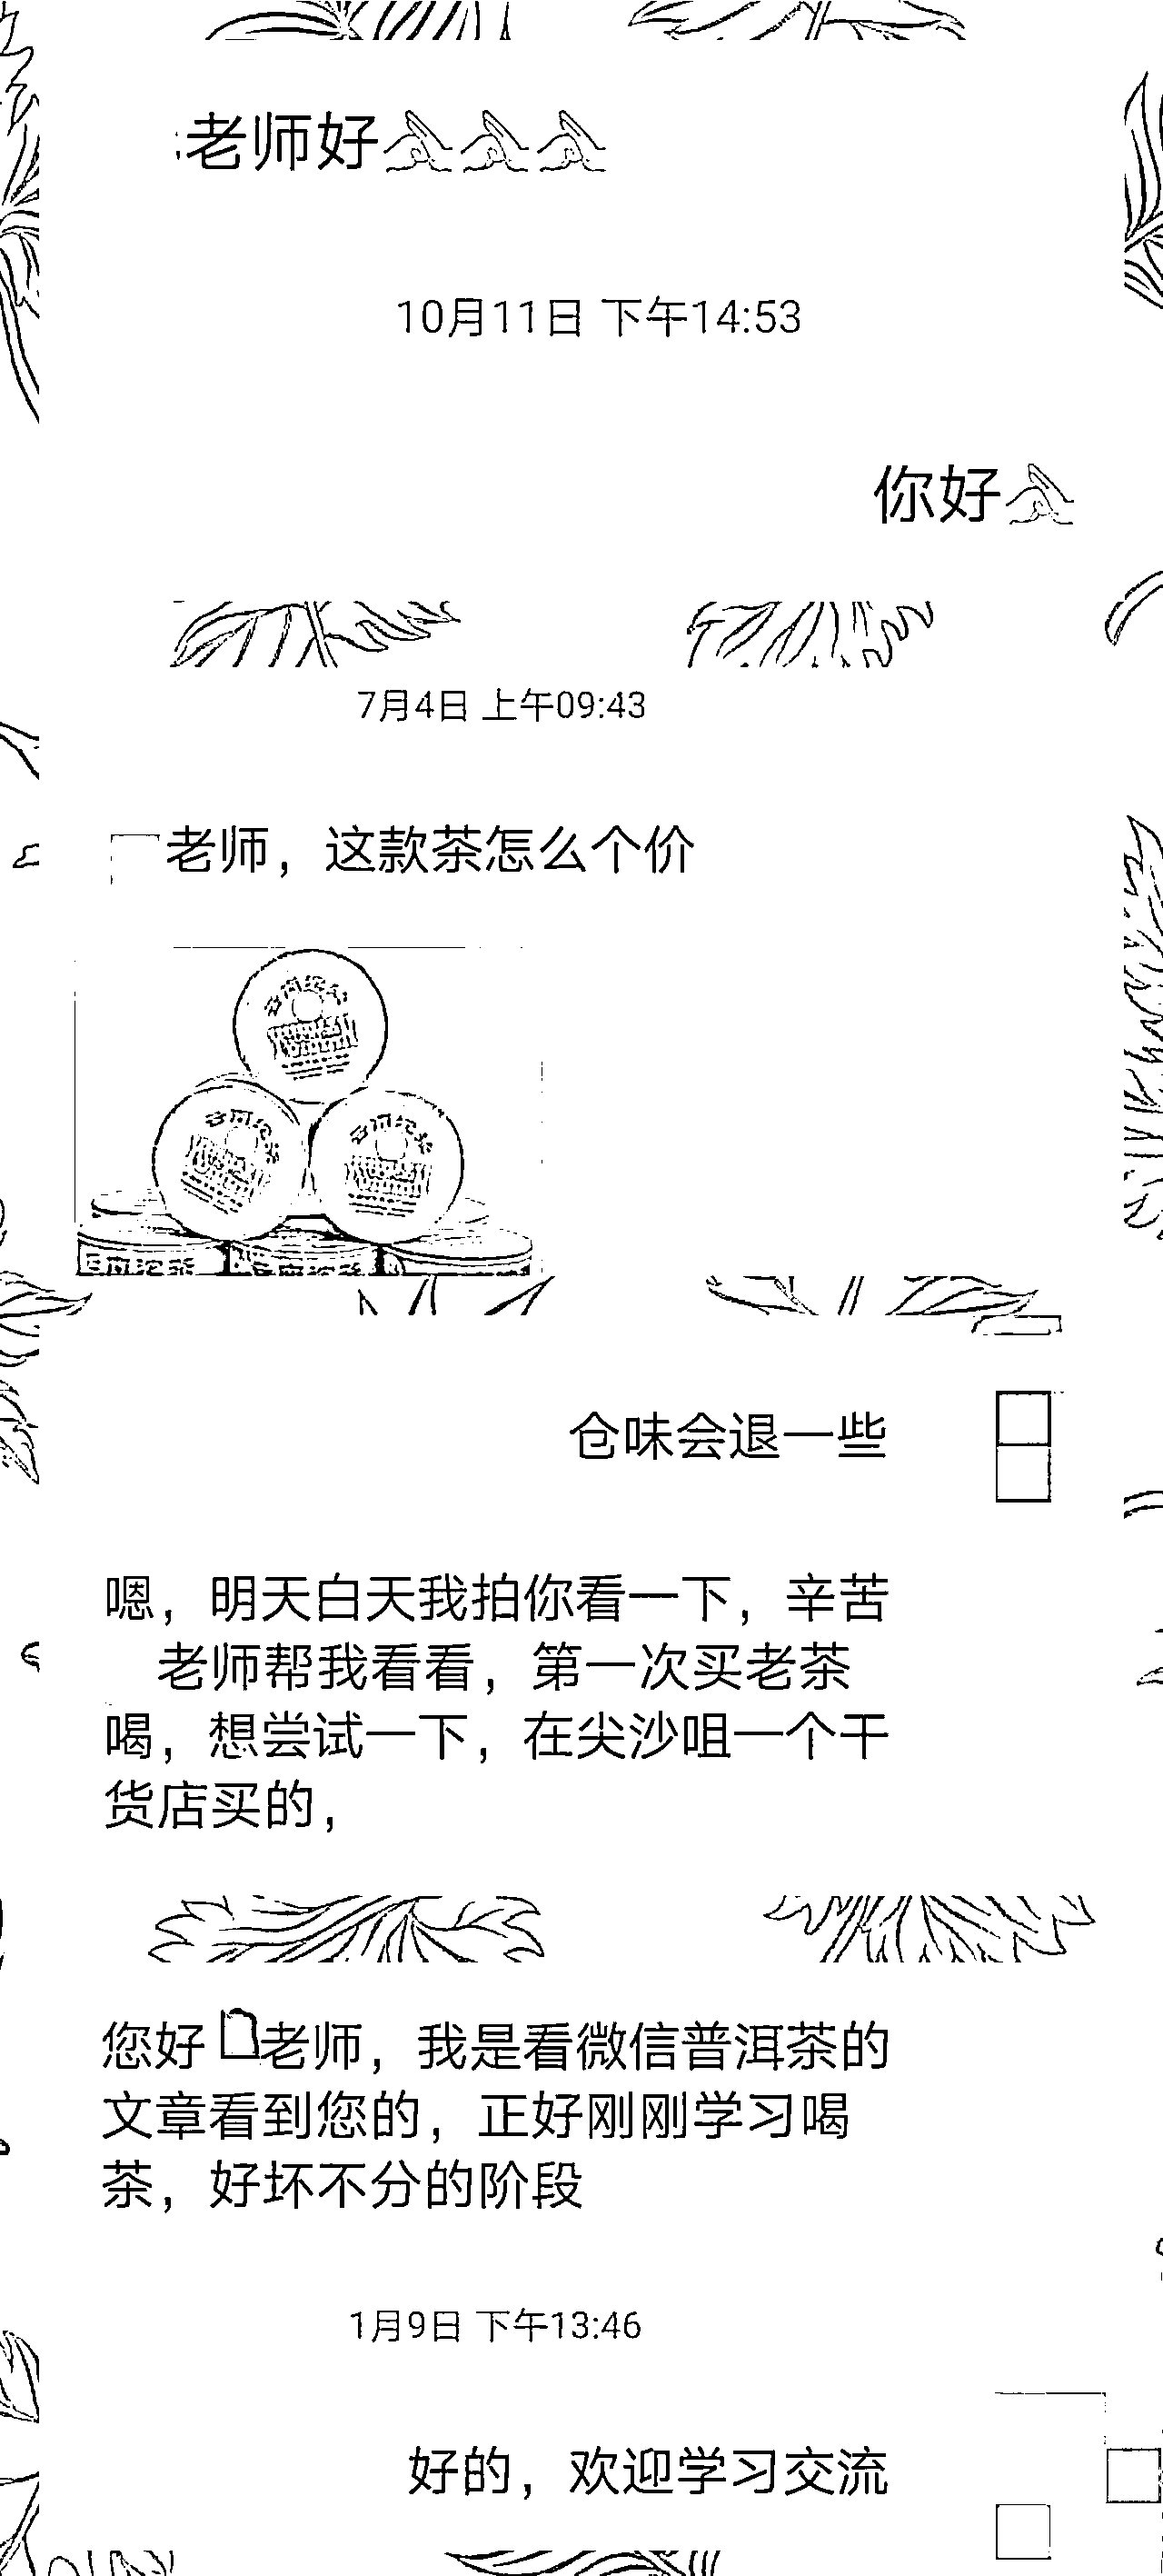 老师好
10月11日 下午14:53
你好
7月4日 上午09:43
老师，这款茶怎么个价
仓味会退一些
嗯，明天白天我拍你看一下，辛苦
老师帮我看看，第一次买老茶
喝，想尝试一下，在尖沙咀一个干
货店买的，
您好 老师，我是看微信普洱茶的
文章看到您的，正好刚刚学习喝
茶，好坏不分的阶段
1月9日 下午13:46
好的，欢迎学习交流